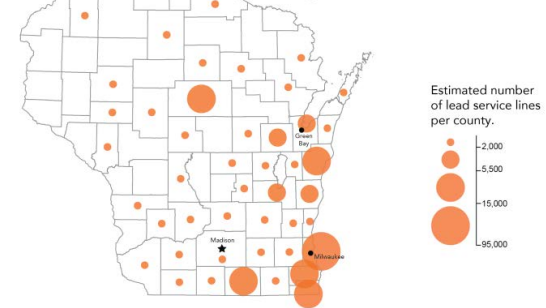 Estimated number
of lead service lines
per county.
2,000
5,500
15,000
95,000
Green
Bay
Madison
Milwaukee